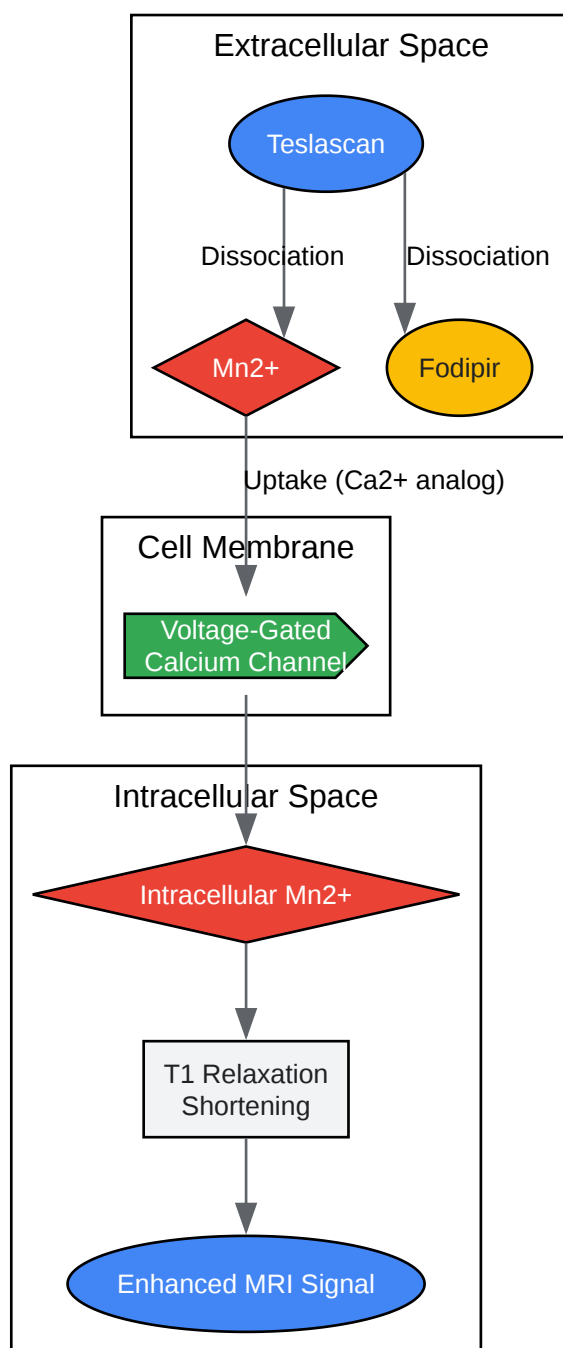 Extracellular Space
Teslascan
Dissociation
Dissociation
Mn2+
Fodipir
Uptake (Ca2+ analog)
Cell Membrane
Voltage-Gated
Calcium Channel
Intracellular Space
Intracellular Mn2+
T1 Relaxation
Shortening
Enhanced MRI Signal